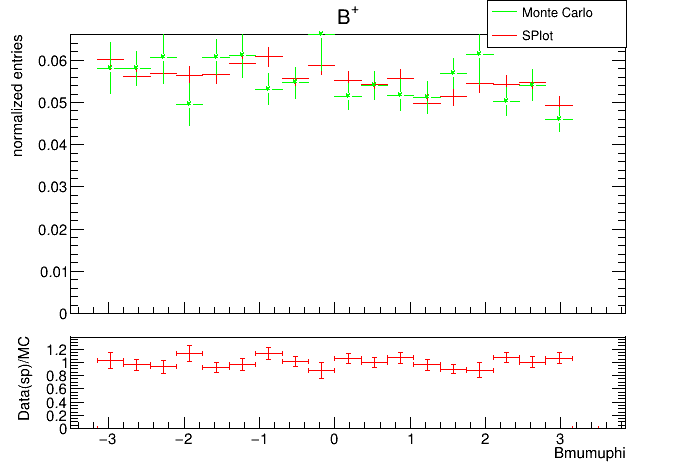 B+
Monte Carlo
SPlot
normalized entries
0.06
0.05
0.04
0.03
0.02
0.01
0
Data(sp)/MC
1.2
1
0.8
0.6
0.4
0.2
0
−3 −2 −1 0 1 2 3
Bmumuphi